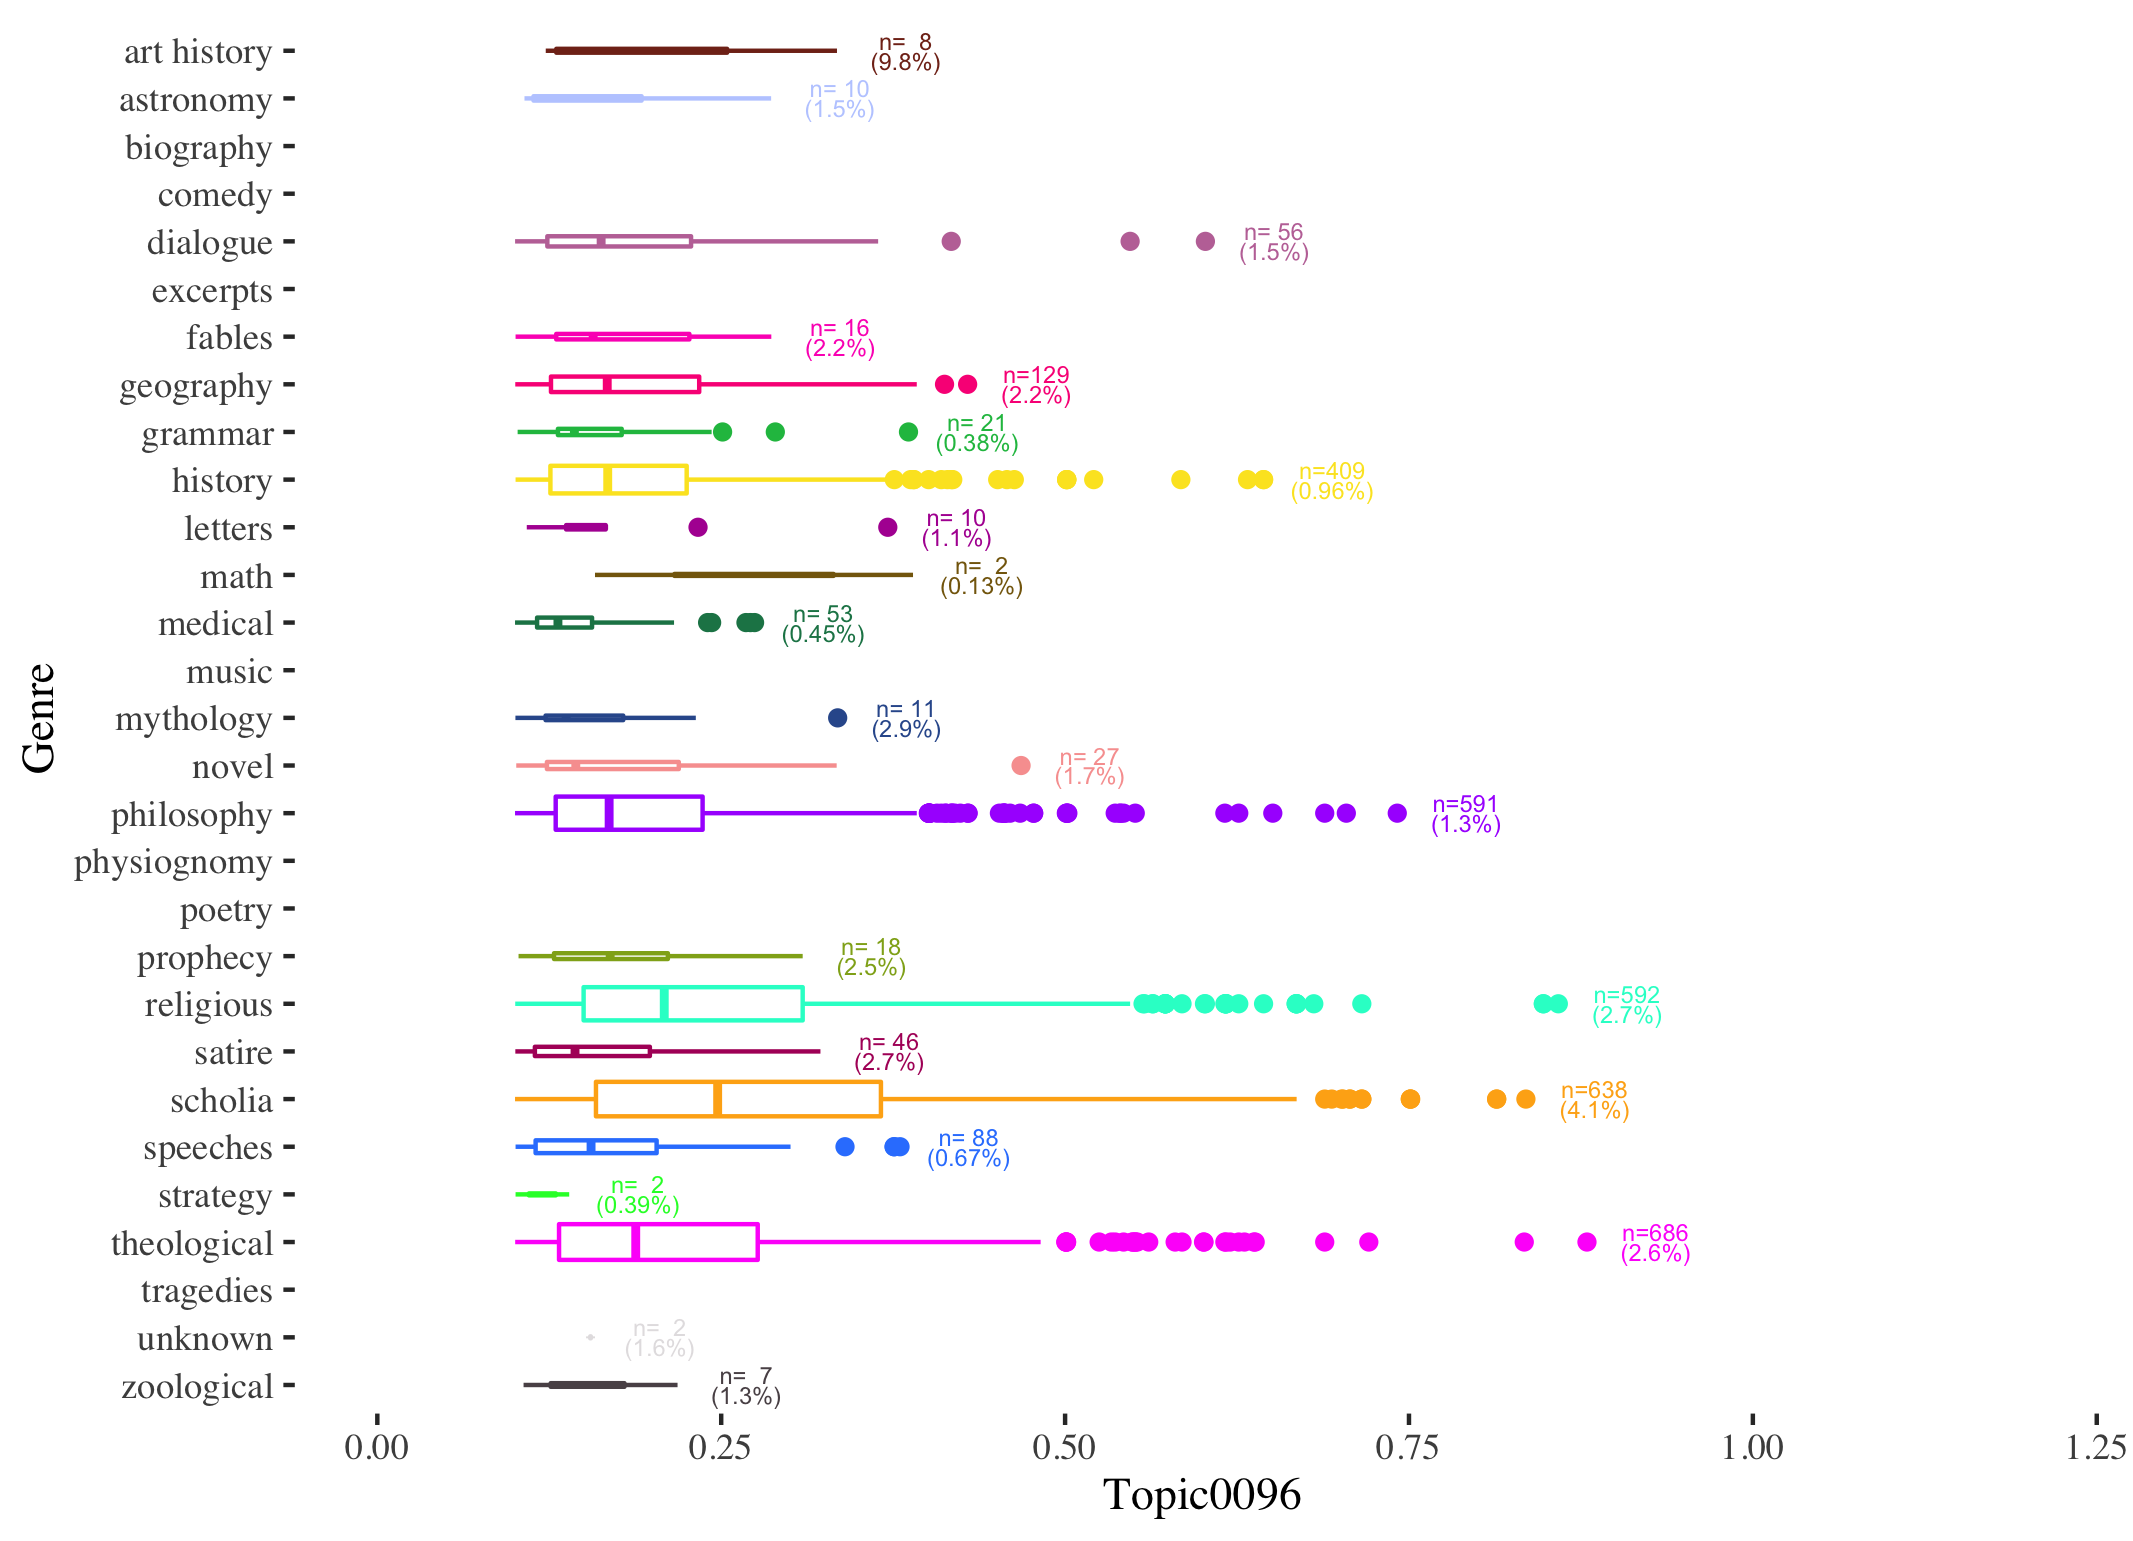 art history
n=  8
(9.8%)
astronomy
n= 10
(1.5%)
biography
comedy
dialogue
n= 56
(1.5%)
excerpts
fables
n= 16
(2.2%)
geography
n=129
(2.2%)
grammar
n= 21
(0.38%)
history
n=409
(0.96%)
letters
n= 10
(1.1%)
math
n=  2
(0.13%)
medical
n= 53
(0.45%)
music
mythology
n= 11
(2.9%)
novel
n= 27
(1.7%)
philosophy
n=591
(1.3%)
physiognomy
poetry
prophecy
n= 18
(2.5%)
religious
n=592
(2.7%)
satire
n= 46
(2.7%)
scholia
n=638
(4.1%)
speeches
n= 88
(0.67%)
strategy
n=  2
(0.39%)
theological
n=686
(2.6%)
tragedies
unknown
n=  2
(1.6%)
zoological
n=  7
(1.3%)
Genre
0.00 0.25 0.50 0.75 1.00 1.25
Topic0096